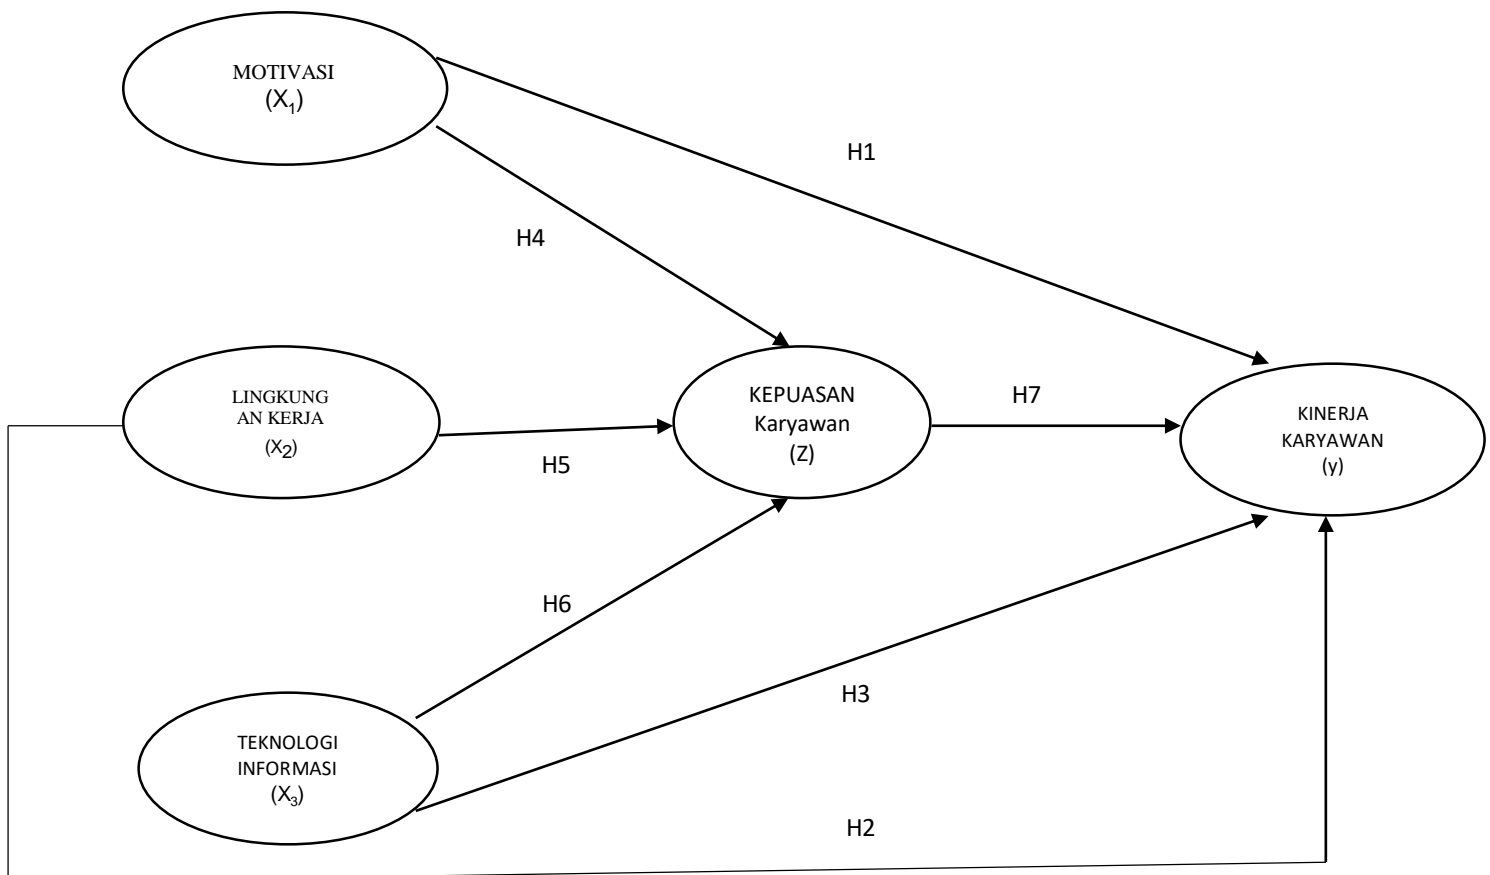 MOTIVASI
(X₁)
H1
H4
LINGKUNG
AN KERJA
(X₂)
KEPUASAN
Karyawan
(Z)
H7
KINERJA
KARYAWAN
(y)
H5
H6
H3
TEKNOLOGI
INFORMASI
(X₃)
H2